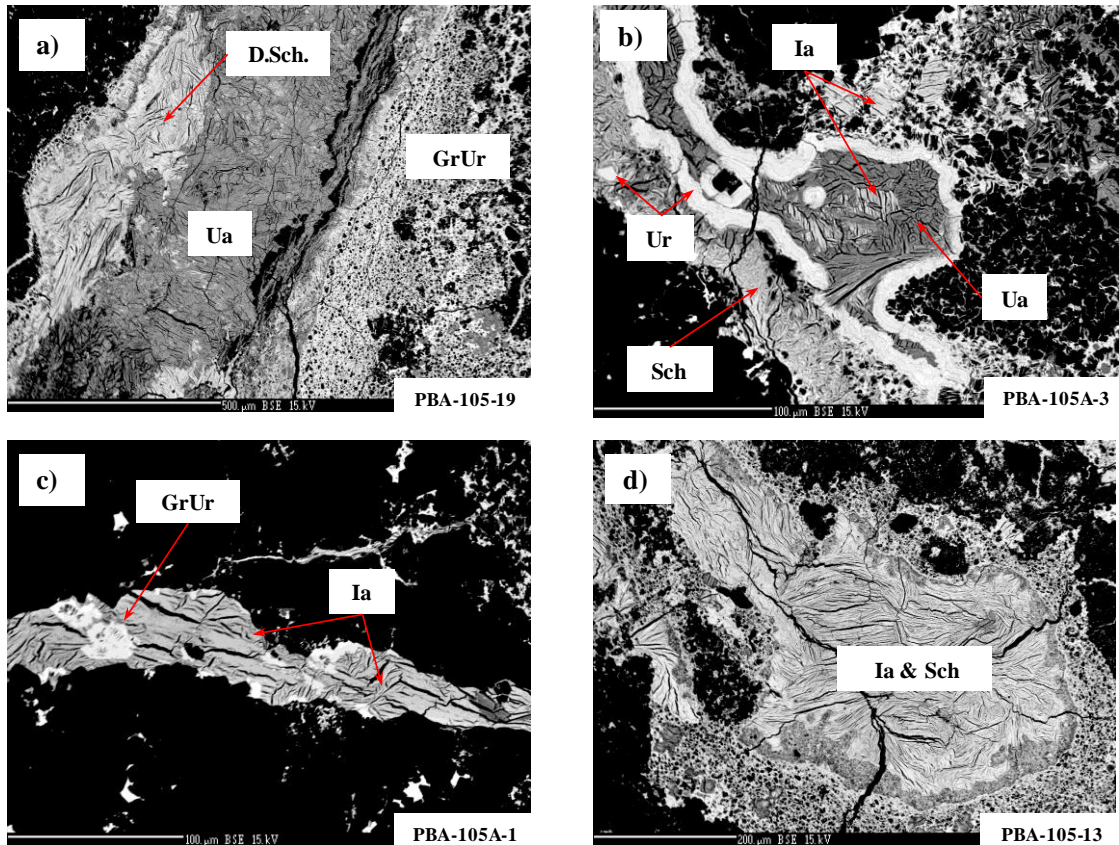 a)
D.Sch.
GrUr
Ua
500.µm BSE 15.kV
PBA-105-19
b)
Ia
Ur
Ua
Sch
100.µm BSE 15.kV
PBA-105A-3
c)
GrUr
Ia
100.µm BSE 15.kV
PBA-105A-1
d)
Ia & Sch
200.µm BSE 15.kV
PBA-105-13